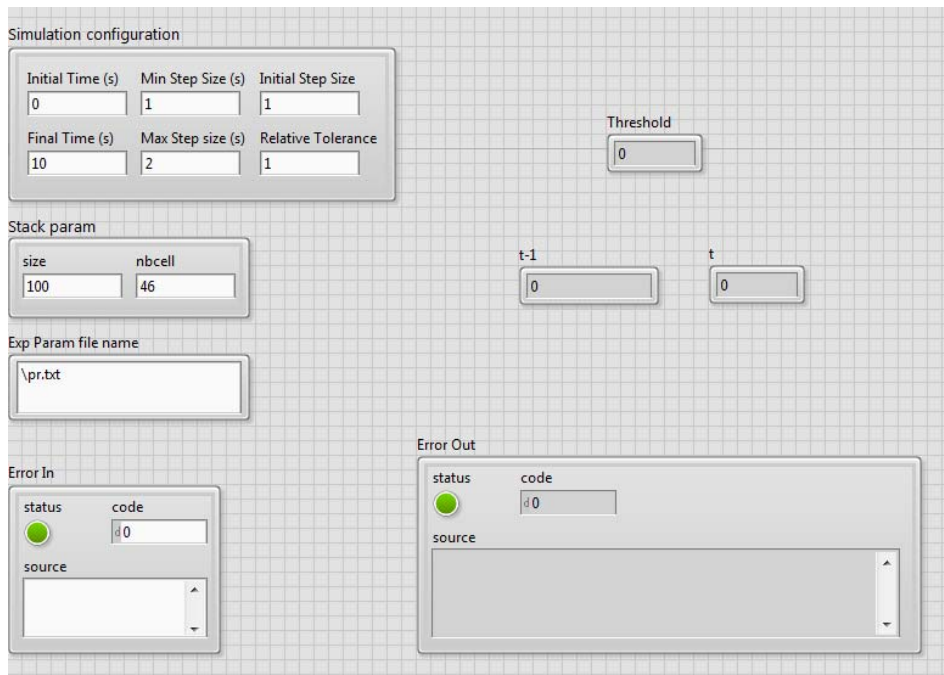 Simulation configuration
Initial Time (s) Min Step Size (s) Initial Step Size
0 1 1
Final Time (s) Max Step size (s) Relative Tolerance
10 2 1
Threshold
0
Stack param
size nbcell
100 46
t-1 t
0 0
Exp Param file name
\pr.txt
Error In
status code
d 0
source
Error Out
status code
d 0
source